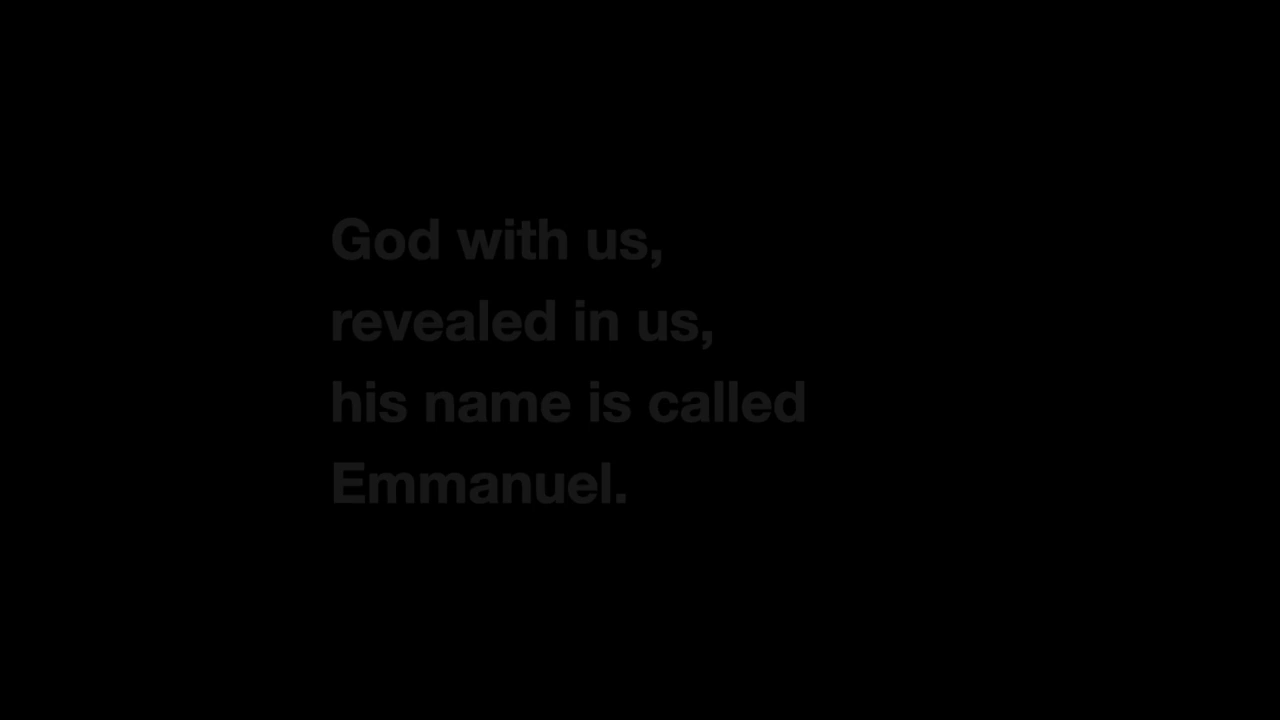 God with us,
revealed in us,
his name is called
Emmanuel.